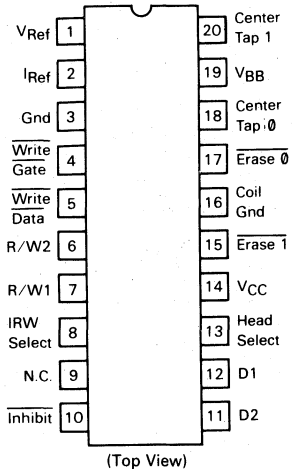 VRef 1
IRef 2
Gnd 3
Write
Gate 4
Write
Data 5
R/W2 6
R/W1 7
IRW
Select 8
N.C. 9
Inhibit 10
20 Center
Tap 1
19 VBB
18 Center
Tap 0
17 Erase 0
16 Coil
Gnd
15 Erase 1
14 VCC
13 Head
Select
12 D1
11 D2
(Top View)